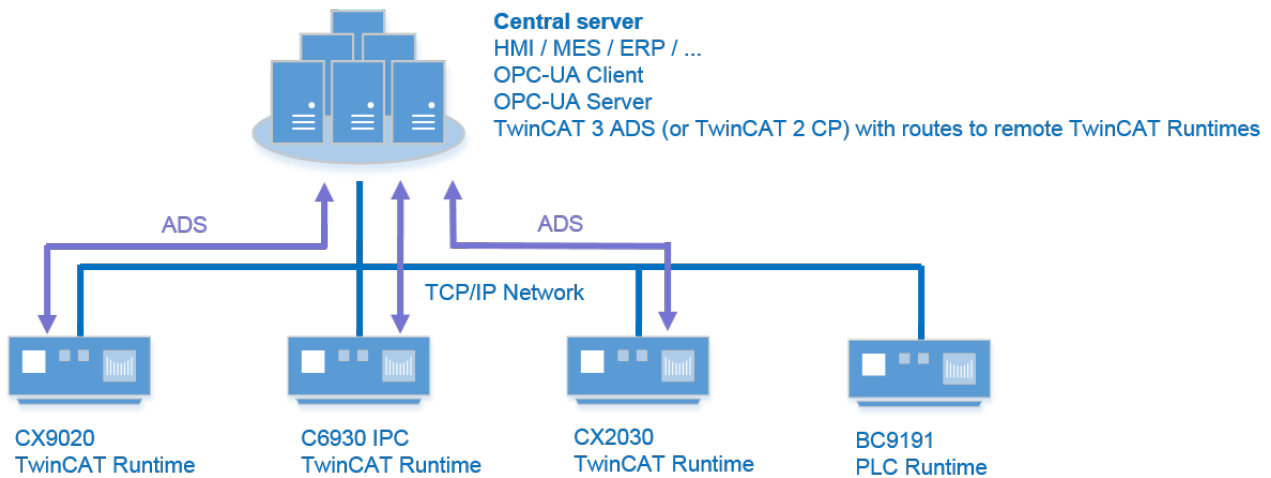 Central server
HMI / MES / ERP / ...
OPC-UA Client
OPC-UA Server
TwinCAT 3 ADS (or TwinCAT 2 CP) with routes to remote TwinCAT Runtimes
ADS
ADS
TCP/IP Network
CX9020
TwinCAT Runtime
C6930 IPC
TwinCAT Runtime
CX2030
TwinCAT Runtime
BC9191
PLC Runtime